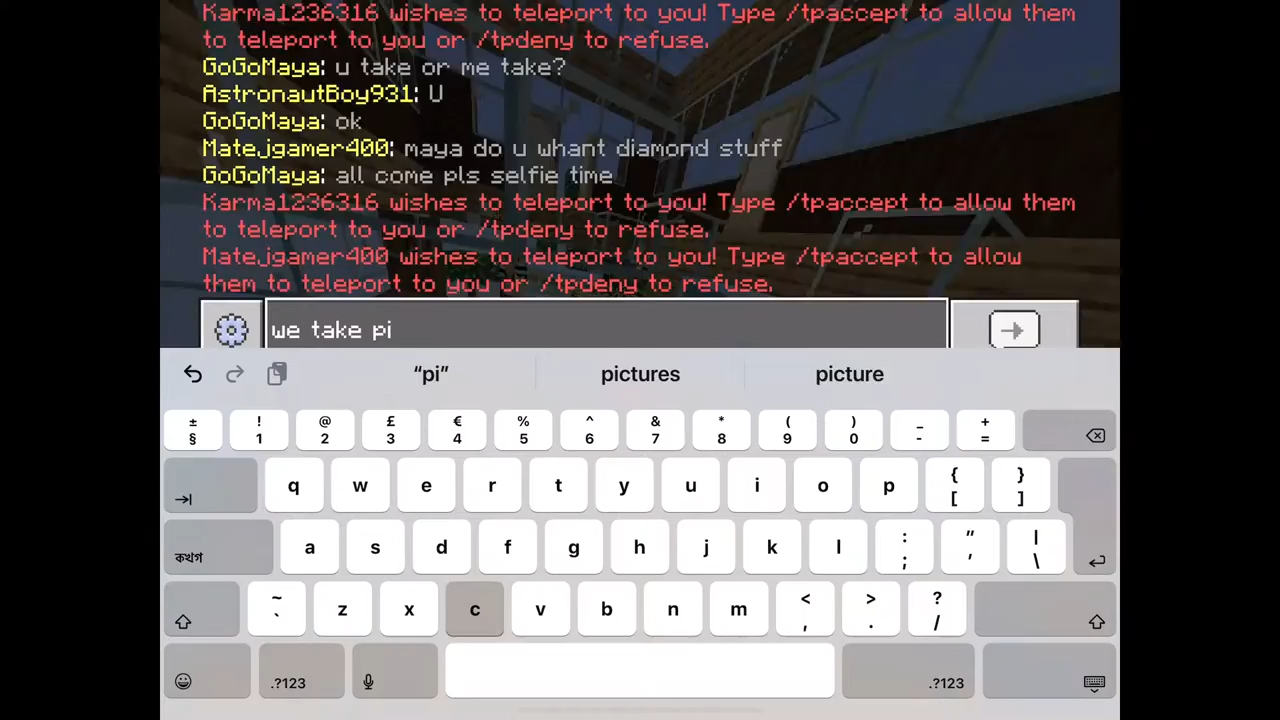 Karma1236316 wishes to teleport to you! Type /tpaccept to allow them
to teleport to you or /tpdeny to refuse.
GoGoMaya: u take or me take?
AstronautBoy931: U
GoGoMaya: ok
Matejgamer400: maya do u whant diamond stuff
GoGoMaya: all come pls selfie time
Karma1236316 wishes to teleport to you! Type /tpaccept to allow them
to teleport to you or /tpdeny to refuse.
Matejgamer400 wishes to teleport to you! Type /tpaccept to allow
them to teleport to you or /tpdeny to refuse.
we take pi
“pi” pictures picture
± ! @ £ € % ^ & * ( ) _ +
§ 1 2 3 4 5 6 7 8 9 0 - =
q w e r t y u i o p { [ } ]
কখগ a s d f g h j k l : ; " ' | \
~ ` z x c v b n m < , > . ? /
.?123 .?123